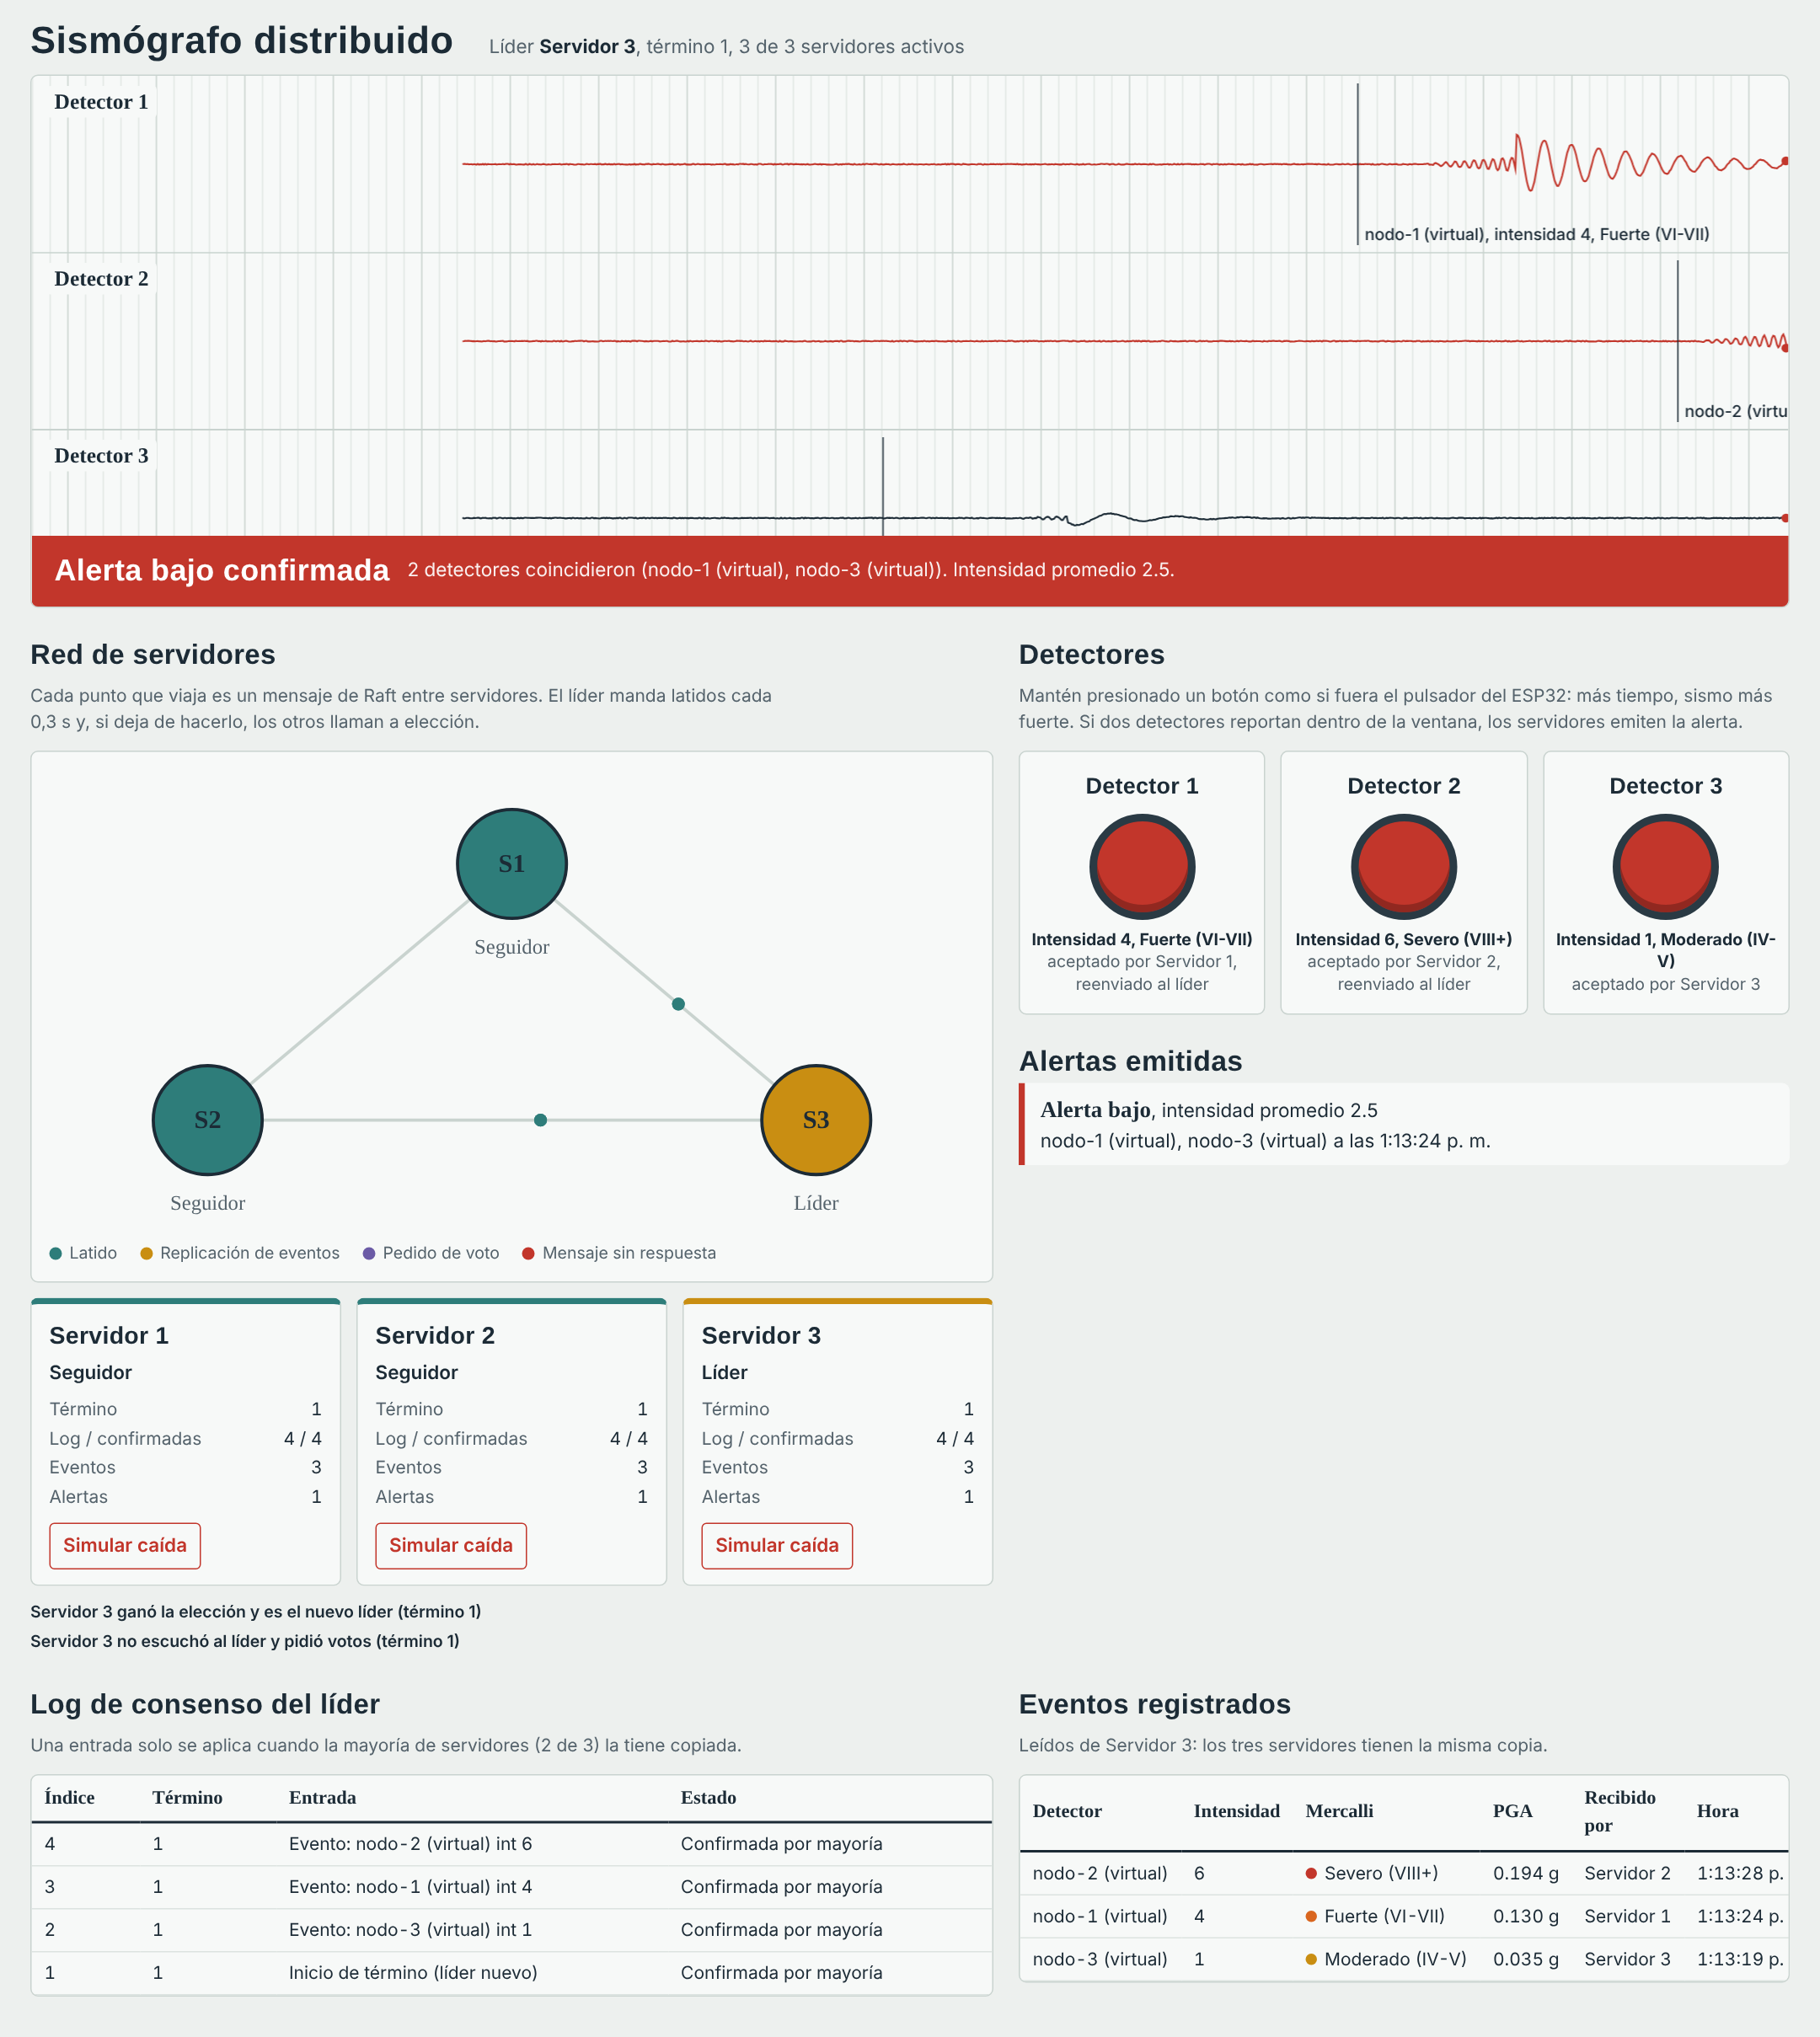 Sismógrafo distribuido
Líder Servidor 3, término 1, 3 de 3 servidores activos
Detector 1
nodo-1 (virtual), intensidad 4, Fuerte (VI-VII)
Detector 2
nodo-2 (virtu
Detector 3
Alerta bajo confirmada 2 detectores coincidieron (nodo-1 (virtual), nodo-3 (virtual)). Intensidad promedio 2.5.
Red de servidores
Cada punto que viaja es un mensaje de Raft entre servidores. El líder manda latidos cada
0,3 s y, si deja de hacerlo, los otros llaman a elección.
S1
Seguidor
S2
Seguidor
S3
Líder
Latido Replicación de eventos Pedido de voto Mensaje sin respuesta
Servidor 1
Seguidor
Término 1
Log / confirmadas 4 / 4
Eventos 3
Alertas 1
Simular caída
Servidor 2
Seguidor
Término 1
Log / confirmadas 4 / 4
Eventos 3
Alertas 1
Simular caída
Servidor 3
Líder
Término 1
Log / confirmadas 4 / 4
Eventos 3
Alertas 1
Simular caída
Servidor 3 ganó la elección y es el nuevo líder (término 1)
Servidor 3 no escuchó al líder y pidió votos (término 1)
Detectores
Mantén presionado un botón como si fuera el pulsador del ESP32: más tiempo, sismo más
fuerte. Si dos detectores reportan dentro de la ventana, los servidores emiten la alerta.
Detector 1
Intensidad 4, Fuerte (VI-VII)
aceptado por Servidor 1,
reenviado al líder
Detector 2
Intensidad 6, Severo (VIII+)
aceptado por Servidor 2,
reenviado al líder
Detector 3
Intensidad 1, Moderado (IV-
V)
aceptado por Servidor 3
Alertas emitidas
Alerta bajo, intensidad promedio 2.5
nodo-1 (virtual), nodo-3 (virtual) a las 1:13:24 p. m.
Log de consenso del líder
Una entrada solo se aplica cuando la mayoría de servidores (2 de 3) la tiene copiada.
Índice Término Entrada Estado
4 1 Evento: nodo-2 (virtual) int 6 Confirmada por mayoría
3 1 Evento: nodo-1 (virtual) int 4 Confirmada por mayoría
2 1 Evento: nodo-3 (virtual) int 1 Confirmada por mayoría
1 1 Inicio de término (líder nuevo) Confirmada por mayoría
Eventos registrados
Leídos de Servidor 3: los tres servidores tienen la misma copia.
Detector Intensidad Mercalli PGA Recibido por Hora
nodo-2 (virtual) 6 Severo (VIII+) 0.194 g Servidor 2 1:13:28 p.
nodo-1 (virtual) 4 Fuerte (VI-VII) 0.130 g Servidor 1 1:13:24 p.
nodo-3 (virtual) 1 Moderado (IV-V) 0.035 g Servidor 3 1:13:19 p.